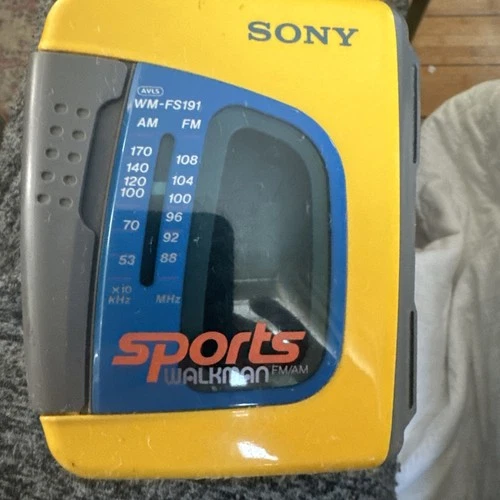 SONY
AVLS
WM-FS191
AM FM
170 108
140 104
120 100
100 96
70 92
53 88
X10 KHz MHz
sports
WALKMAN FM/AM